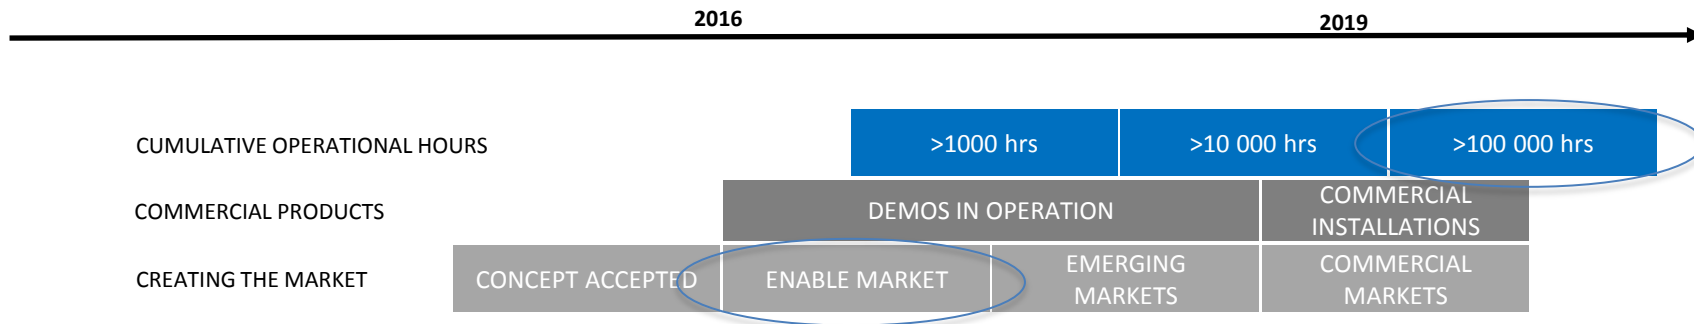 2016
2019
CUMULATIVE OPERATIONAL HOURS
>1000 hrs
>10 000 hrs
>100 000 hrs
COMMERCIAL PRODUCTS
DEMOS IN OPERATION
COMMERCIAL
INSTALLATIONS
CREATING THE MARKET
CONCEPT ACCEPTED
ENABLE MARKET
EMERGING
MARKETS
COMMERCIAL
MARKETS